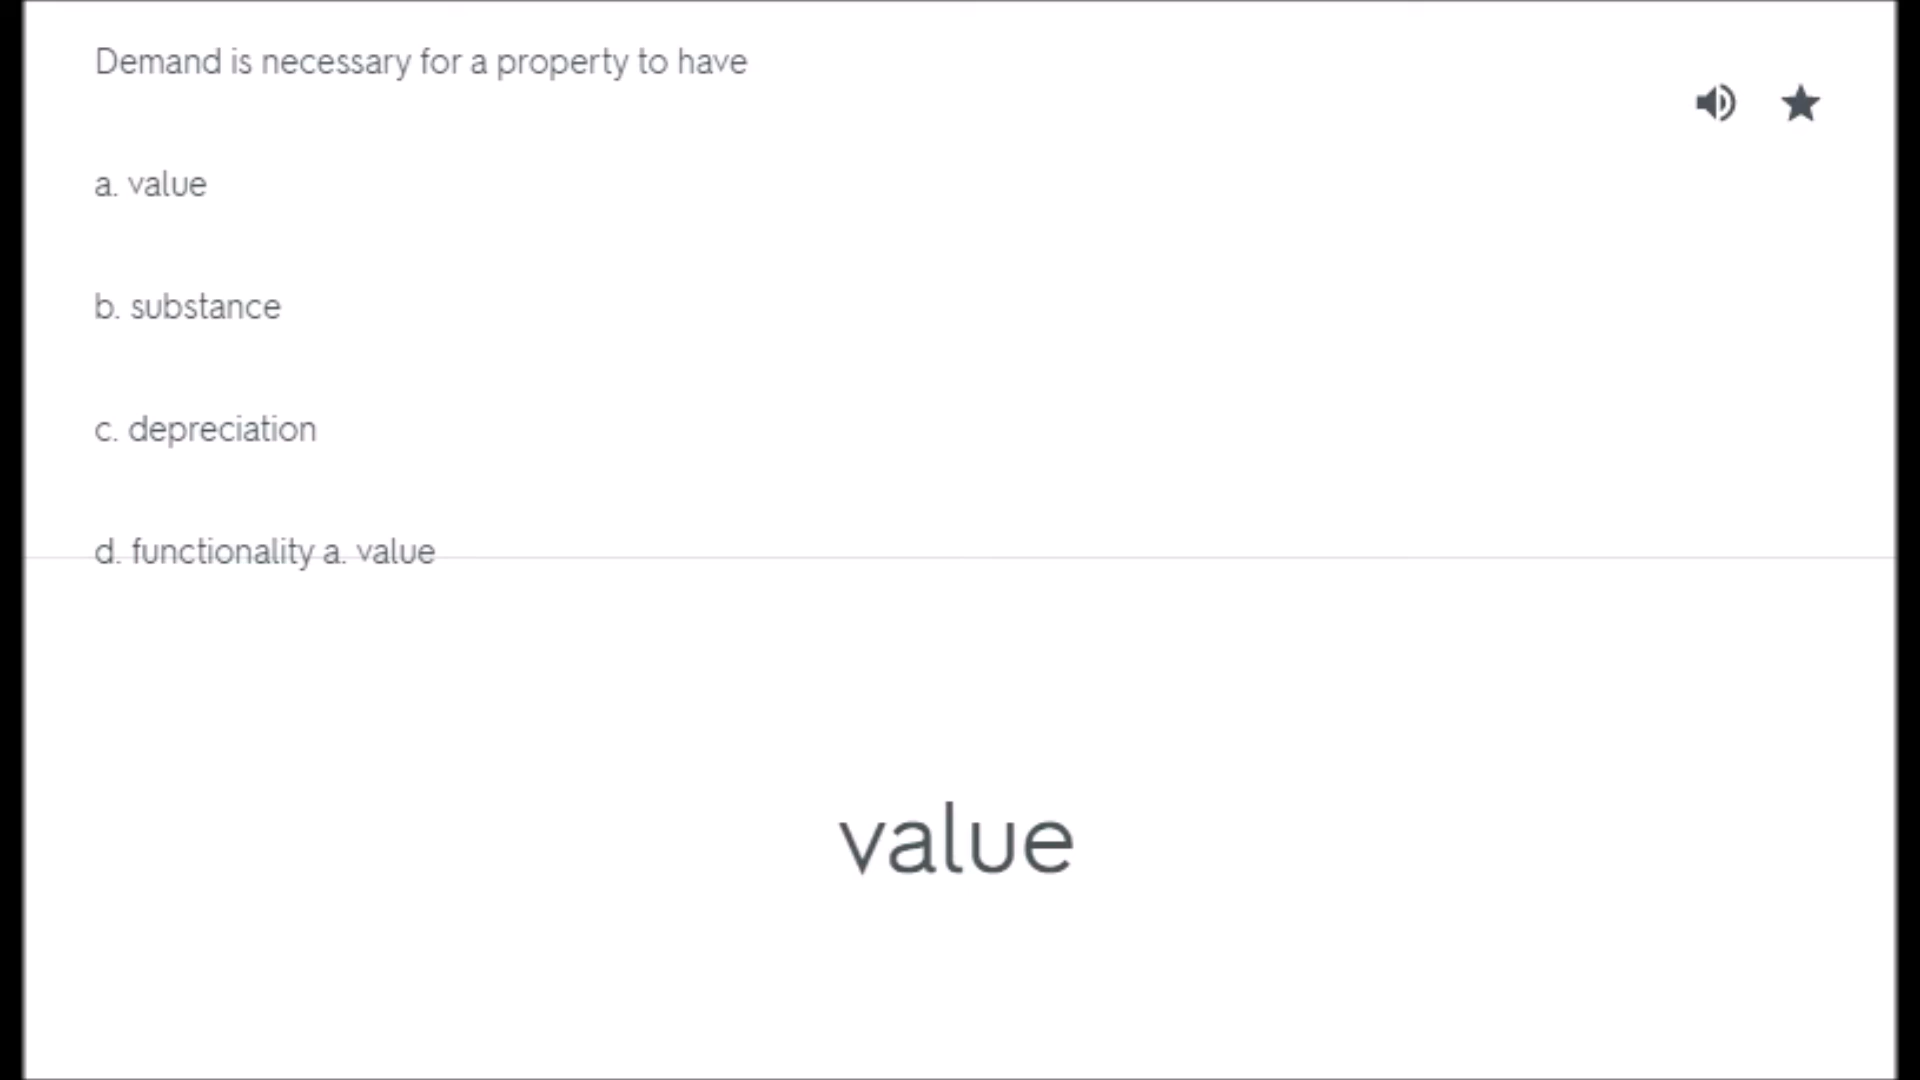 Demand is necessary for a property to have
a. value
b. substance
c. depreciation
d. functionality a. value
value